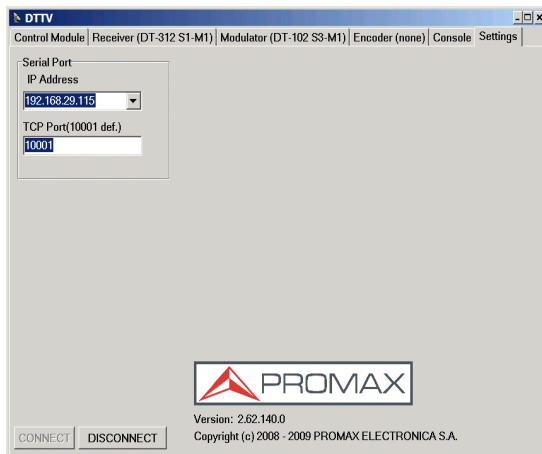 DTTV
Control Module Receiver (DT-312 S1-M1) Modulator (DT-102 S3-M1) Encoder (none) Console Settings
Serial Port
IP Address
192.168.29.115
TCP Port(10001 def.)
10001
PROMAX
Version: 2.62.140.0
CONNECT DISCONNECT Copyright (c) 2008 - 2009 PROMAX ELECTRONICA S.A.